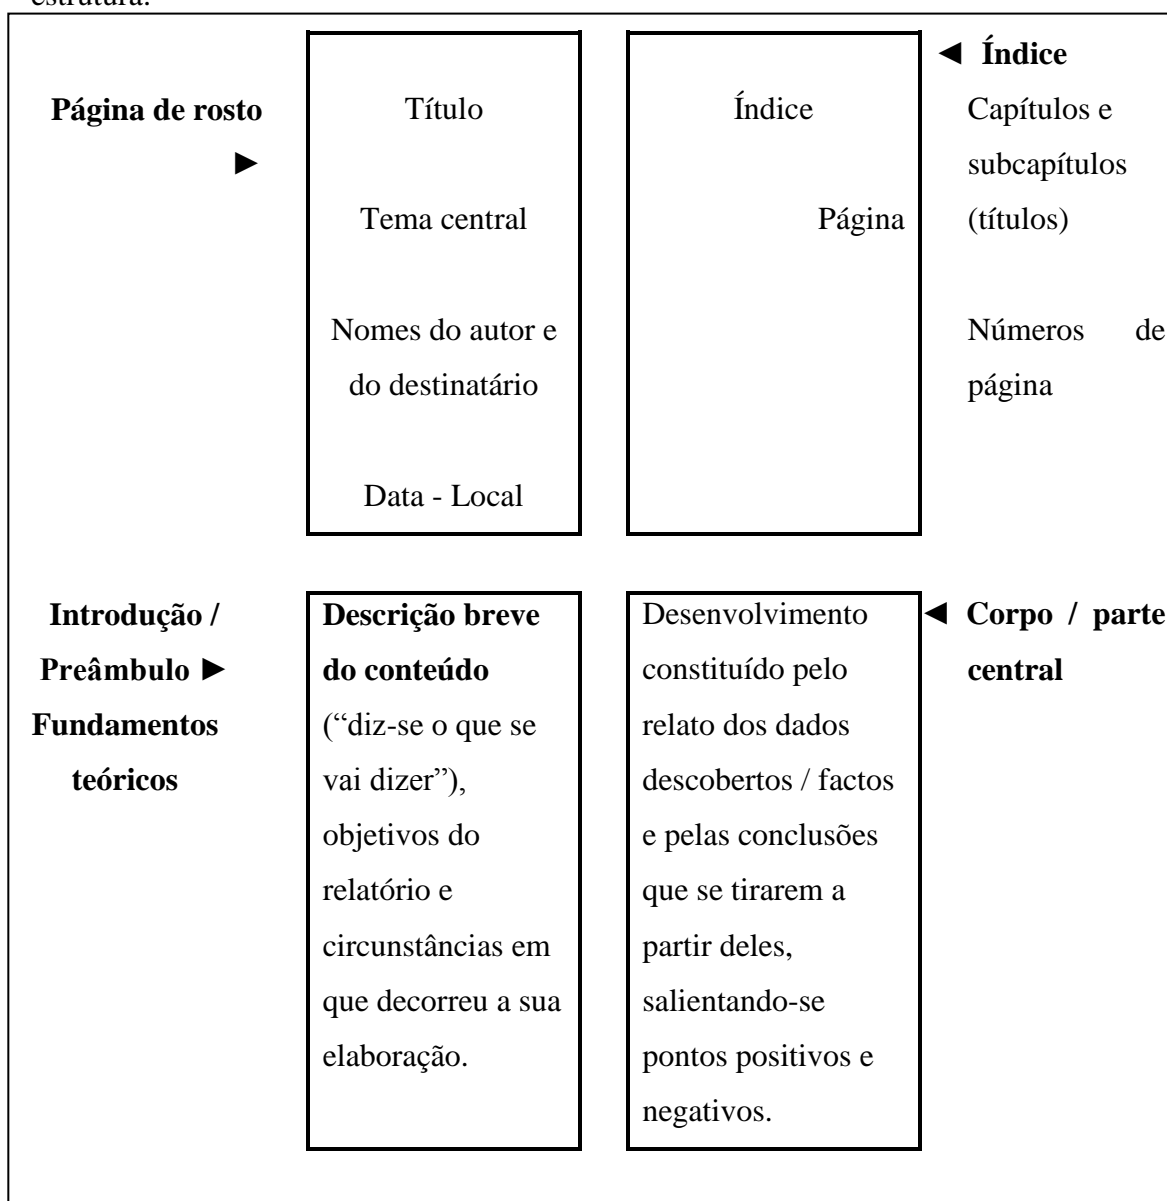 estrutura:
Página de rosto
►
Título
Tema central
Nomes do autor e
do destinatário
Data - Local
Índice
Página
◄ Índice
Capítulos e
subcapítulos
(títulos)
Números de
página
Introdução /
Preâmbulo ►
Fundamentos
teóricos
Descrição breve
do conteúdo
(“diz-se o que se
vai dizer”),
objetivos do
relatório e
circunstâncias em
que decorreu a sua
elaboração.
Desenvolvimento
constituído pelo
relato dos dados
descobertos / factos
e pelas conclusões
que se tirarem a
partir deles,
salientando-se
pontos positivos e
negativos.
◄ Corpo / parte
central